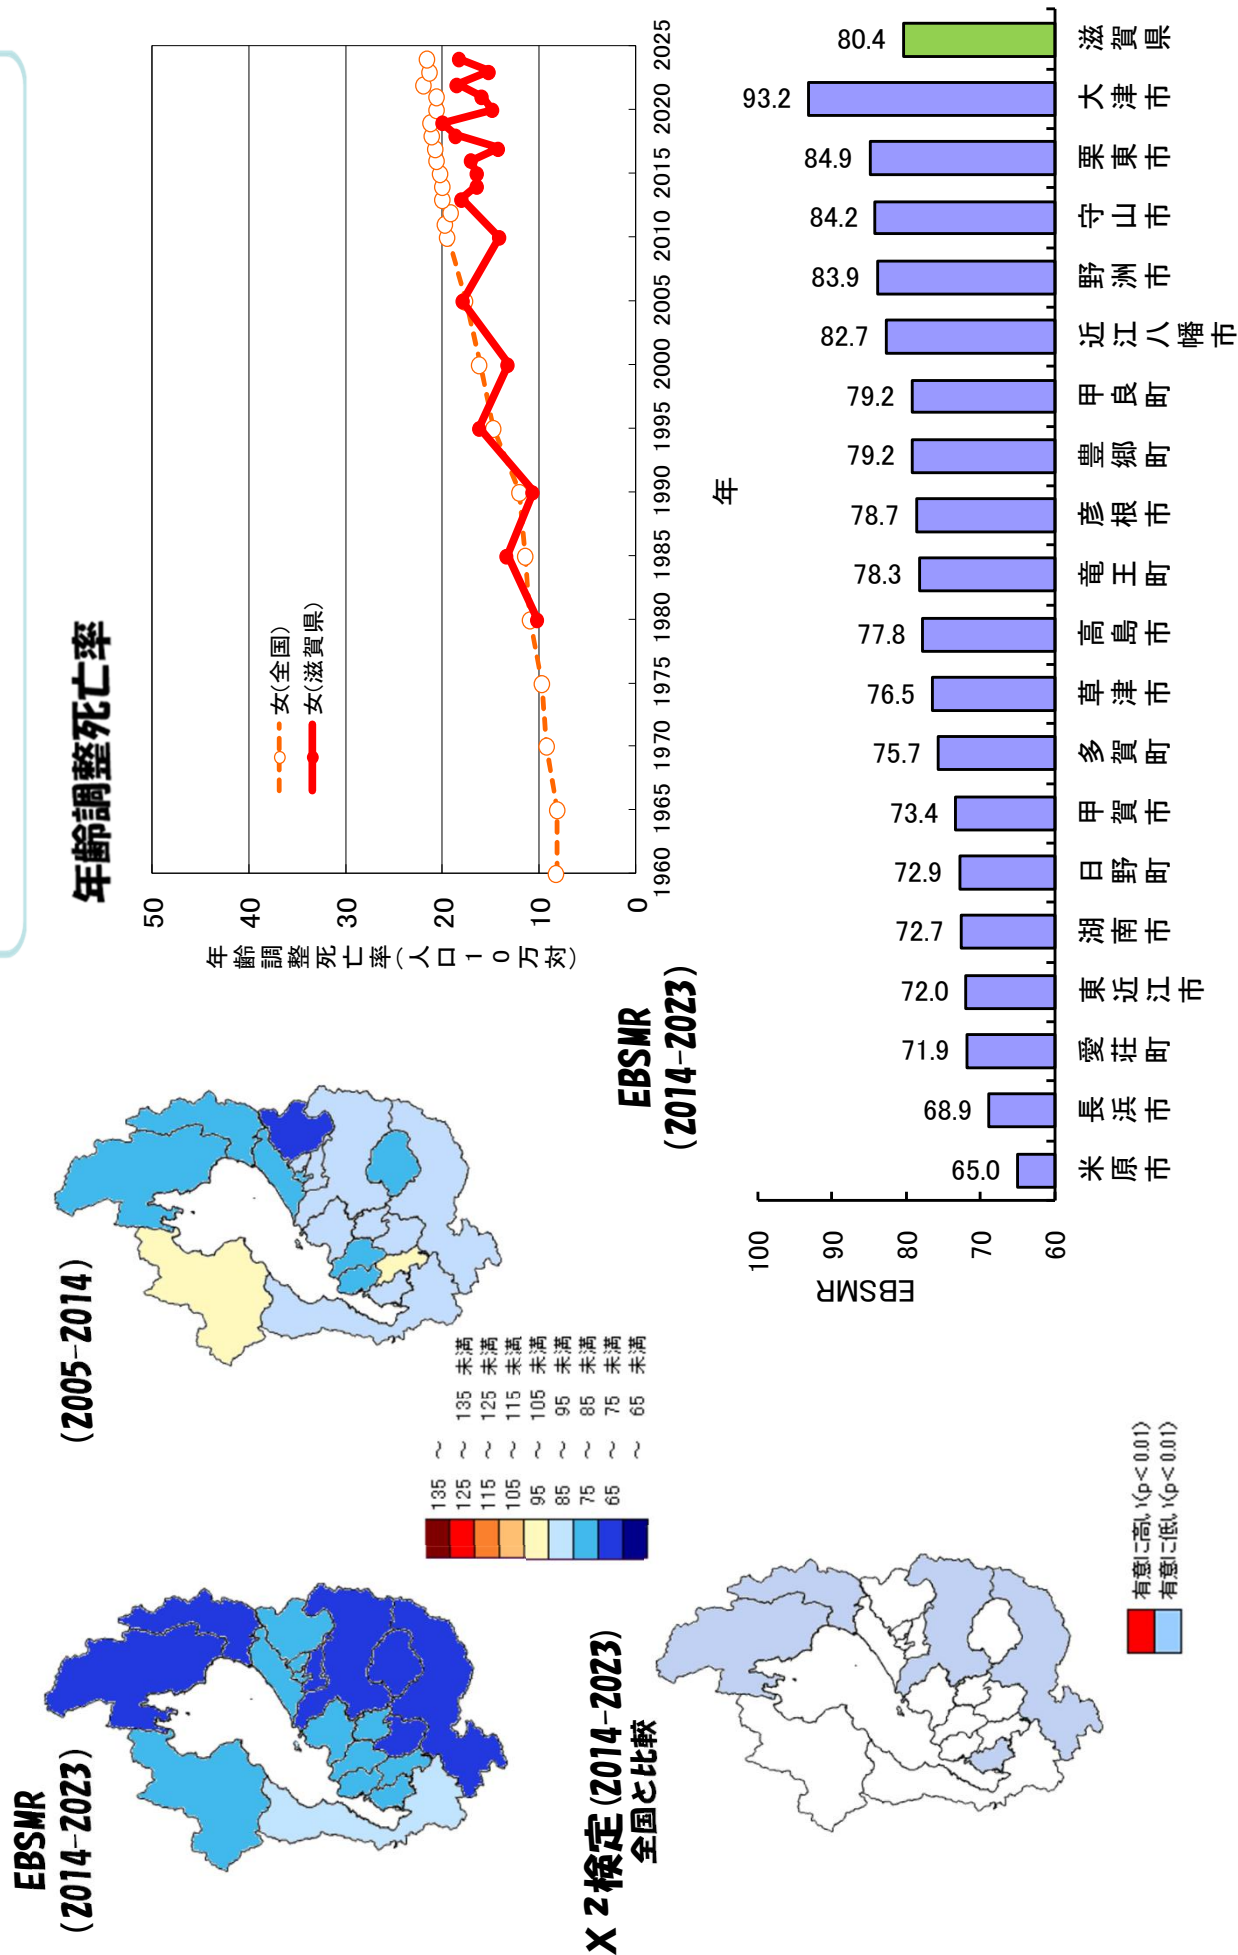 EBSMR
(2014-2023)
(2005-2014)
135 ～
125 ～ 135 未満
115 ～ 125 未満
105 ～ 115 未満
95 ～ 105 未満
85 ～ 95 未満
75 ～ 85 未満
65 ～ 75 未満
～ 65 未満
年齢調整死亡率
50
40
30
20
10
0
年齢調整死亡率(人口１０万対)
女(全国)
女(滋賀県)
1960 1965 1970 1975 1980 1985 1990 1995 2000 2005 2010 2015 2020 2025
年
X²検定(2014-2023)
全国と比較
有意に高い(p＜0.01)
有意に低い(p＜0.01)
EBSMR
(2014-2023)
100
90
80
70
60
EBSMR
65.0 68.9 71.9 72.0 72.7 72.9 73.4 75.7 76.5 77.8 78.3 78.7 79.2 79.2 82.7 83.9 84.2 84.9 93.2 80.4
米原市 長浜市 愛荘町 東近江市 湖南市 日野町 甲賀市 多賀町 草津市 高島市 竜王町 彦根市 豊郷町 甲良町 近江八幡市 野洲市 守山市 栗東市 大津市 滋賀県